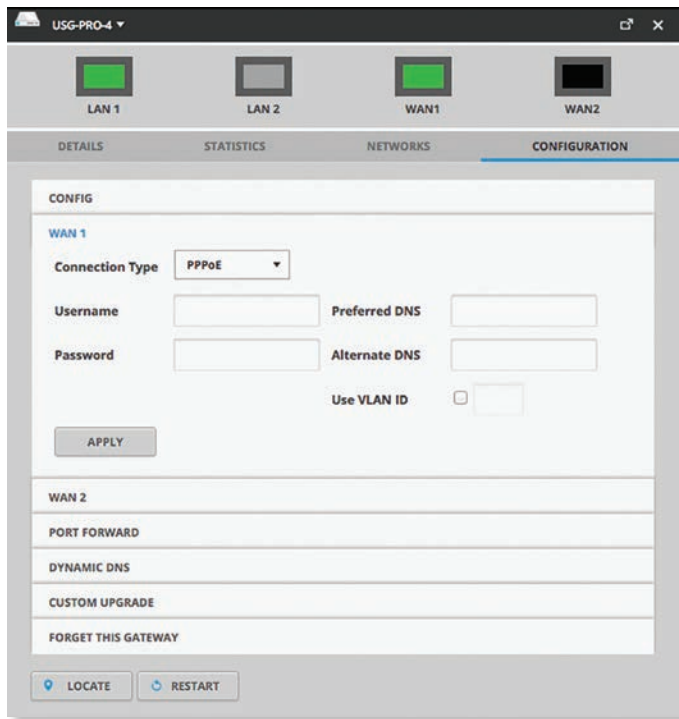 USG-PRO-4
LAN 1 LAN 2 WAN1 WAN2
DETAILS STATISTICS NETWORKS CONFIGURATION
CONFIG
WAN 1
Connection Type PPPoE
Username Preferred DNS
Password Alternate DNS
Use VLAN ID
APPLY
WAN 2
PORT FORWARD
DYNAMIC DNS
CUSTOM UPGRADE
FORGET THIS GATEWAY
LOCATE RESTART